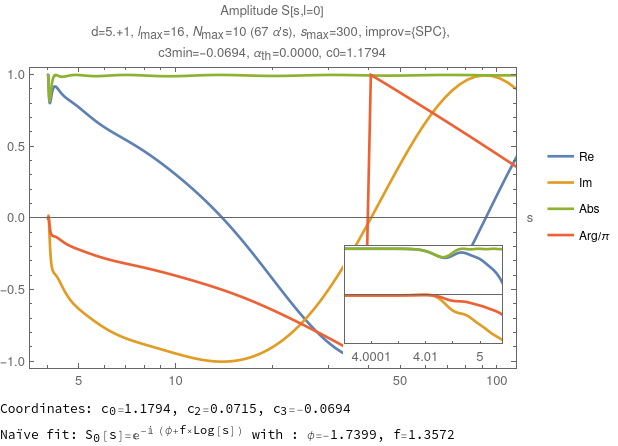 Amplitude S[s,l=0]
d=5.+1, lmax=16, Nmax=10 (67 α's), smax=300, improv={SPC},
c3min=-0.0694, αth=0.0000, c0=1.1794
1.0
0.5
0.0
-0.5
-1.0
5
10
50
100
s
4.0001
4.01
5
Re
Im
Abs
Arg/π
Coordinates: c0=1.1794, c2=0.0715, c3=-0.0694
Naïve fit: S0[s]=e^-i (ϕ+f×Log[s]) with : ϕ=-1.7399, f=1.3572